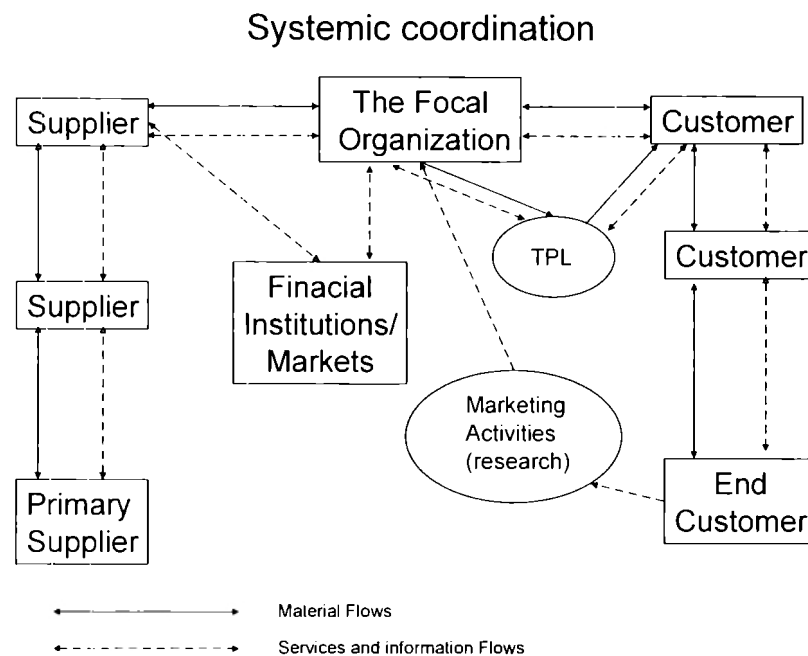 Systemic coordination
Supplier
The Focal
Organization
Customer
TPL
Supplier
Finacial
Institutions/
Markets
Customer
Marketing
Activities
(research)
Primary
Supplier
End
Customer
Material Flows
Services and information Flows